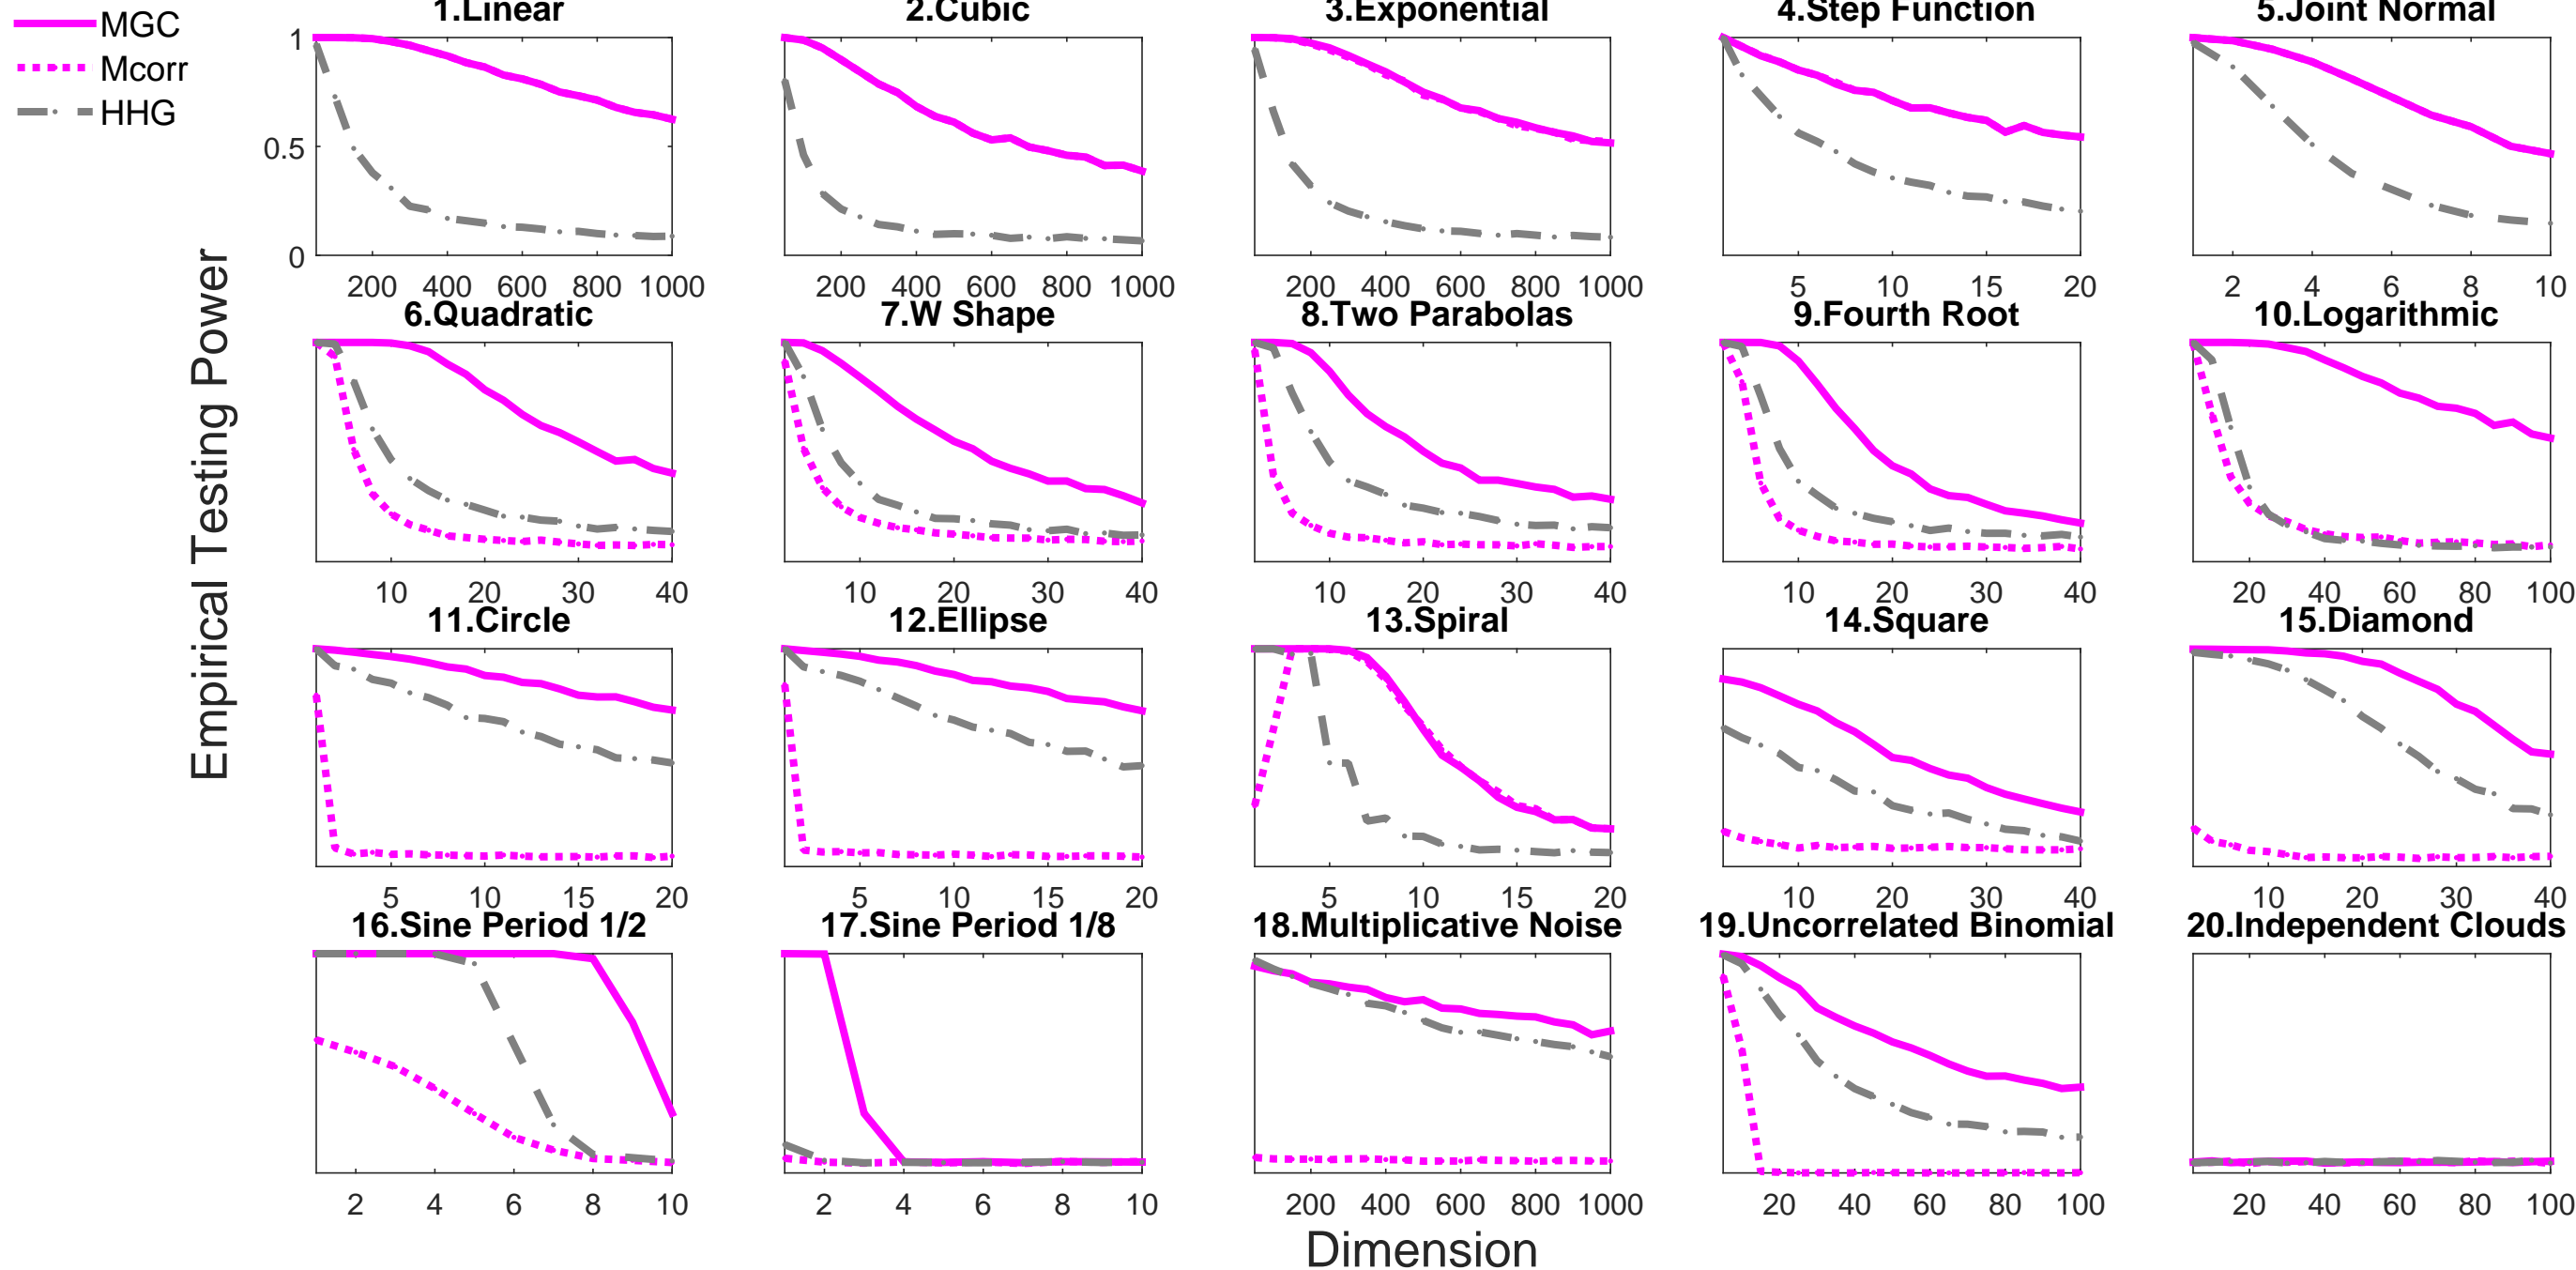 MGC
Mcorr
HHG
Empirical Testing Power
1.Linear
2.Cubic
3.Exponential
4.Step Function
5.Joint Normal
1
0.5
0
200 400 600 800 1000
200 400 600 800 1000
200 400 600 800 1000
5 10 15 20
2 4 6 8 10
6.Quadratic
7.W Shape
8.Two Parabolas
9.Fourth Root
10.Logarithmic
10 20 30 40
10 20 30 40
10 20 30 40
10 20 30 40
20 40 60 80 100
11.Circle
12.Ellipse
13.Spiral
14.Square
15.Diamond
5 10 15 20
5 10 15 20
5 10 15 20
10 20 30 40
10 20 30 40
16.Sine Period 1/2
17.Sine Period 1/8
18.Multiplicative Noise
19.Uncorrelated Binomial
20.Independent Clouds
2 4 6 8 10
2 4 6 8 10
200 400 600 800 1000
20 40 60 80 100
20 40 60 80 100
Dimension